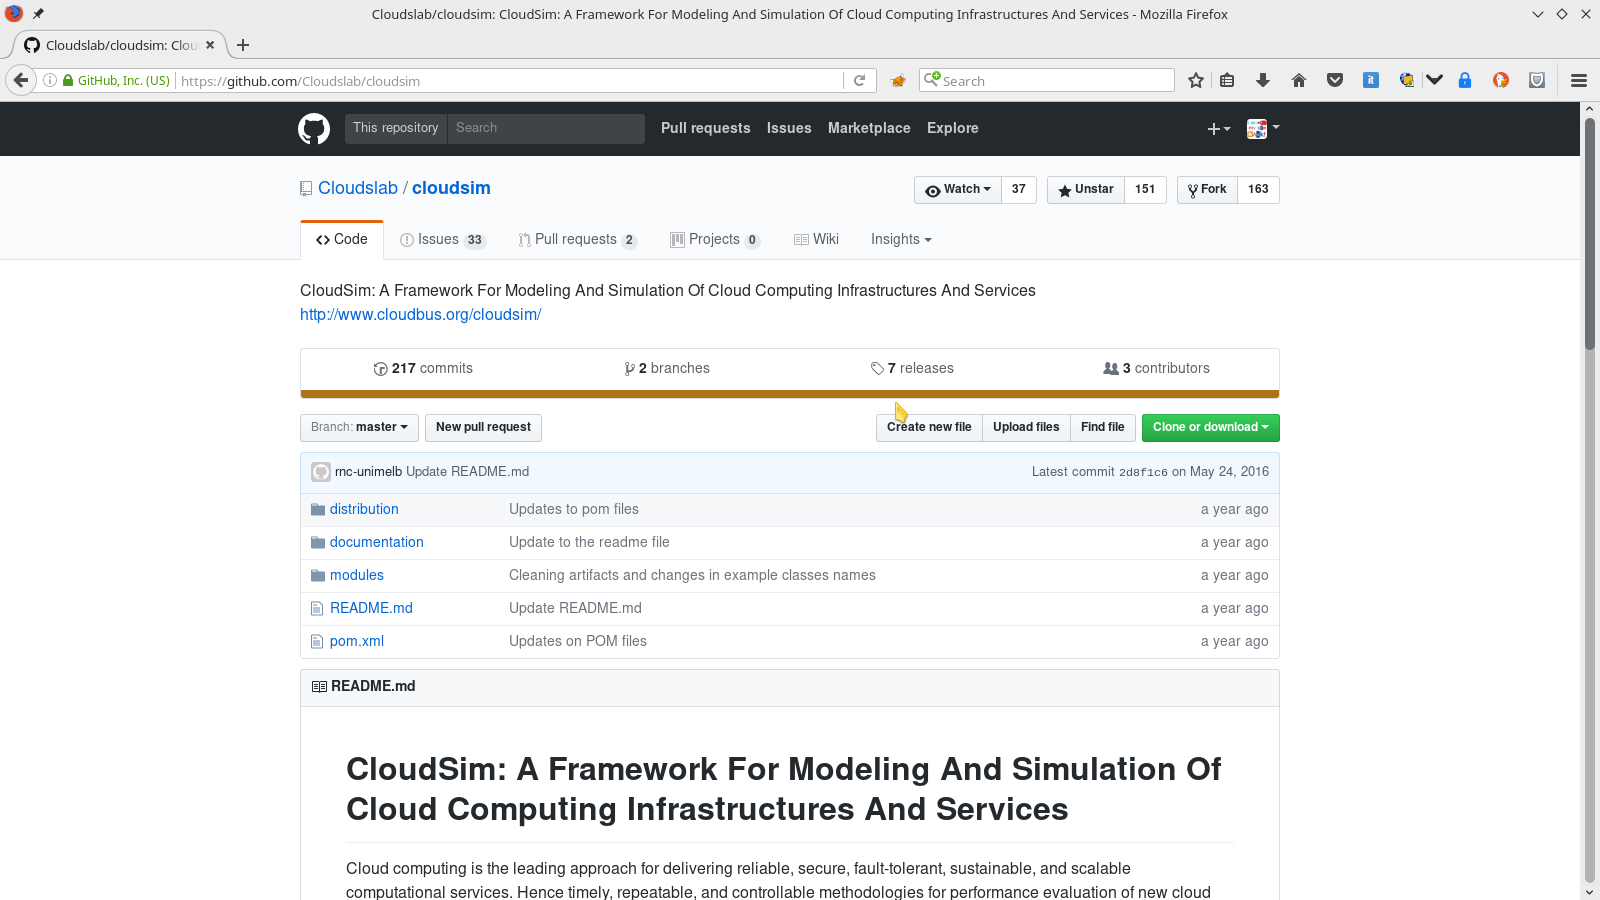 Cloudslab/cloudsim: CloudSim: A Framework For Modeling And Simulation Of Cloud Computing Infrastructures And Services - Mozilla Firefox
Cloudslab/cloudsim: Clou
GitHub, Inc. (US) https://github.com/Cloudslab/cloudsim Search
This repository Search Pull requests Issues Marketplace Explore
Cloudslab / cloudsim Watch 37 Unstar 151 Fork 163
Code Issues 33 Pull requests 2 Projects 0 Wiki Insights
CloudSim: A Framework For Modeling And Simulation Of Cloud Computing Infrastructures And Services
http://www.cloudbus.org/cloudsim/
217 commits 2 branches 7 releases 3 contributors
Branch: master New pull request Create new file Upload files Find file Clone or download
rnc-unimelb Update README.md Latest commit 2d8f1c6 on May 24, 2016
distribution Updates to pom files a year ago
documentation Update to the readme file a year ago
modules Cleaning artifacts and changes in example classes names a year ago
README.md Update README.md a year ago
pom.xml Updates on POM files a year ago
README.md
CloudSim: A Framework For Modeling And Simulation Of
Cloud Computing Infrastructures And Services
Cloud computing is the leading approach for delivering reliable, secure, fault-tolerant, sustainable, and scalable
computational services. Hence timely, repeatable, and controllable methodologies for performance evaluation of new cloud